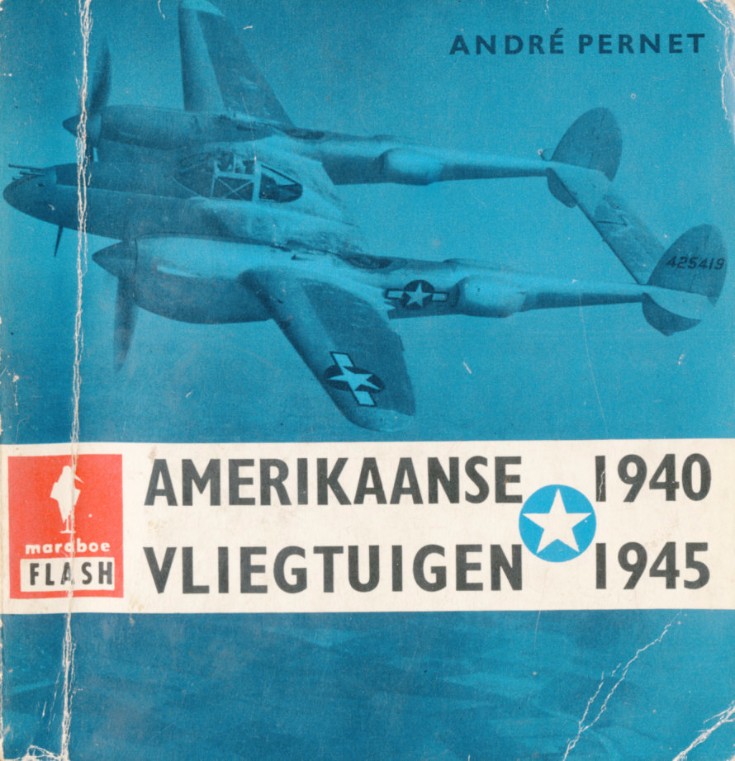 ANDRÉ PERNET
425419
AMERIKAANSE 1940
VLIEGTUIGEN 1945
maraboe
FLASH